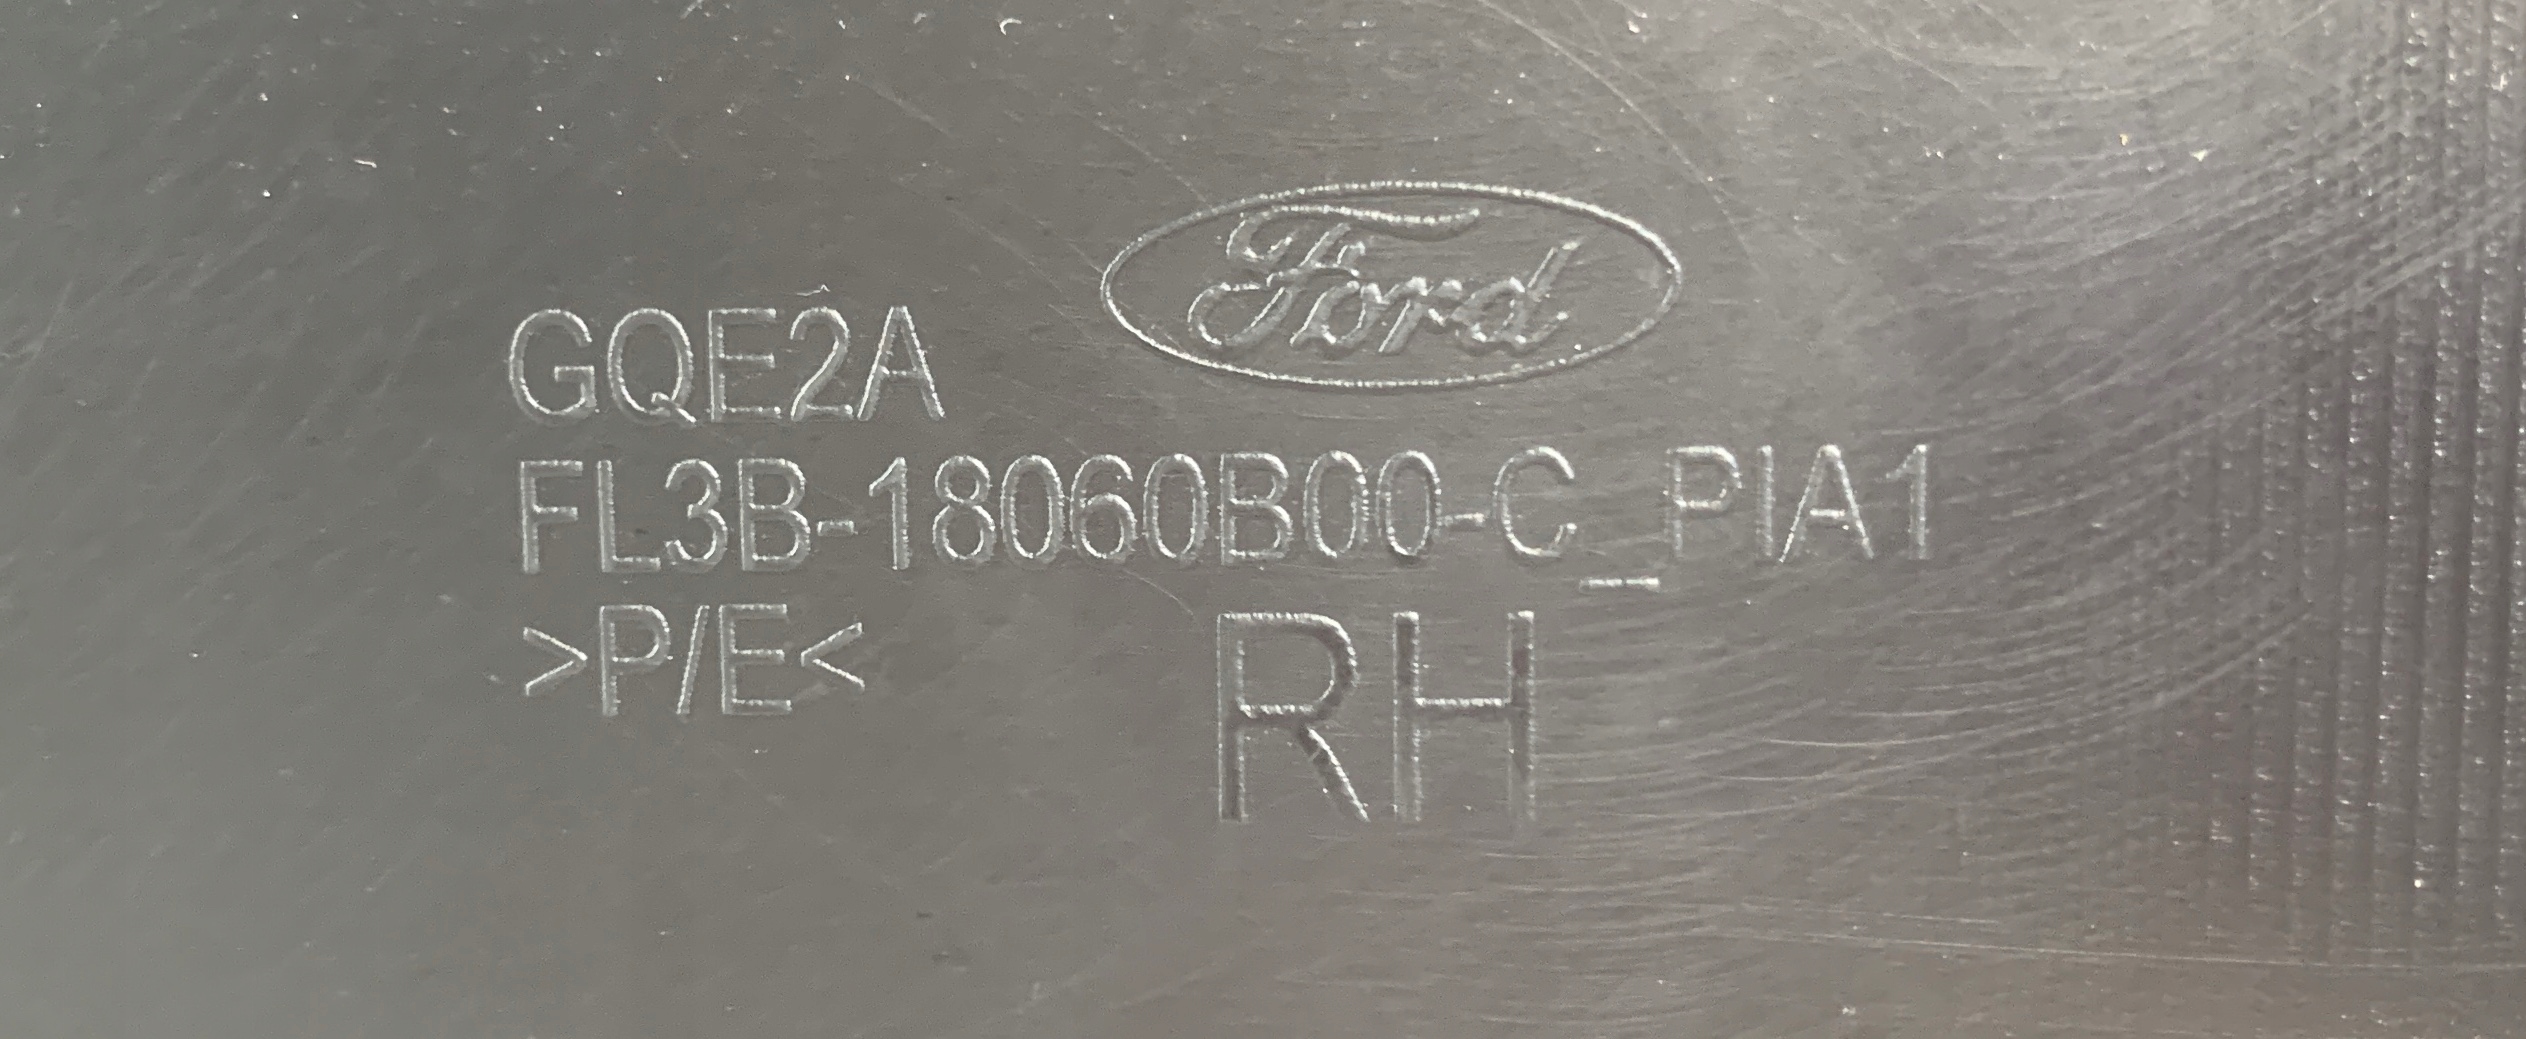 Ford
GQE2A
FL3B-18060B00-C_PIA1
>P/E<
RH